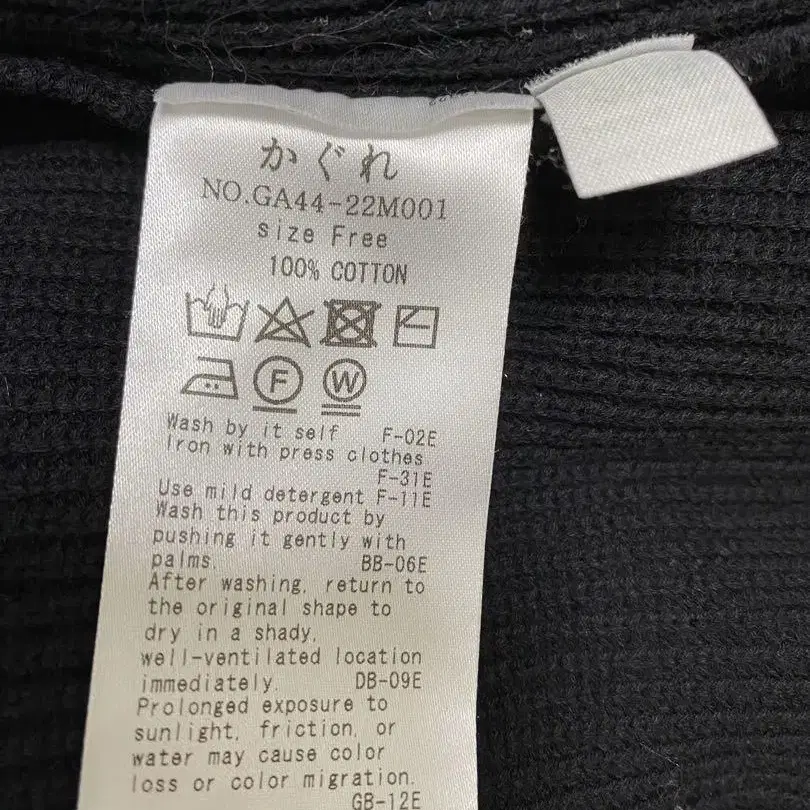 かぐれ
NO.GA44-22M001
size Free
100% COTTON
F W
Wash by it self F-02E
Iron with press clothes
F-31E
Use mild detergent F-11E
Wash this product by
pushing it gently with
palms. BB-06E
After washing, return to
the original shape to
dry in a shady,
well-ventilated location
immediately. DB-09E
Prolonged exposure to
sunlight, friction, or
water may cause color
loss or color migration.
GB-12E